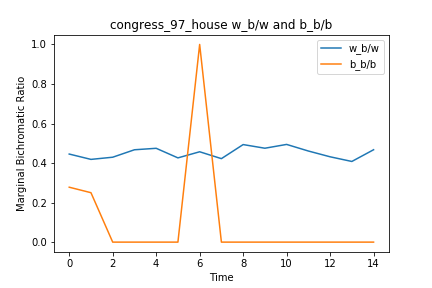 congress_97_house w_b/w and b_b/b
w_b/w
b_b/b
1.0
0.8
0.6
0.4
0.2
0.0
Marginal Bichromatic Ratio
0 2 4 6 8 10 12 14
Time